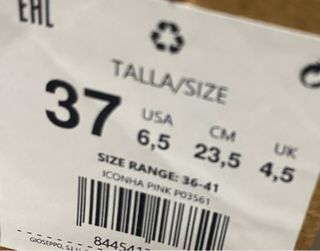 EAC
TALLA/SIZE
37
USA CM UK
6,5 23,5 4,5
SIZE RANGE: 36-41
ICONHA PINK P03561
GIOSEPPO, S.L.U.